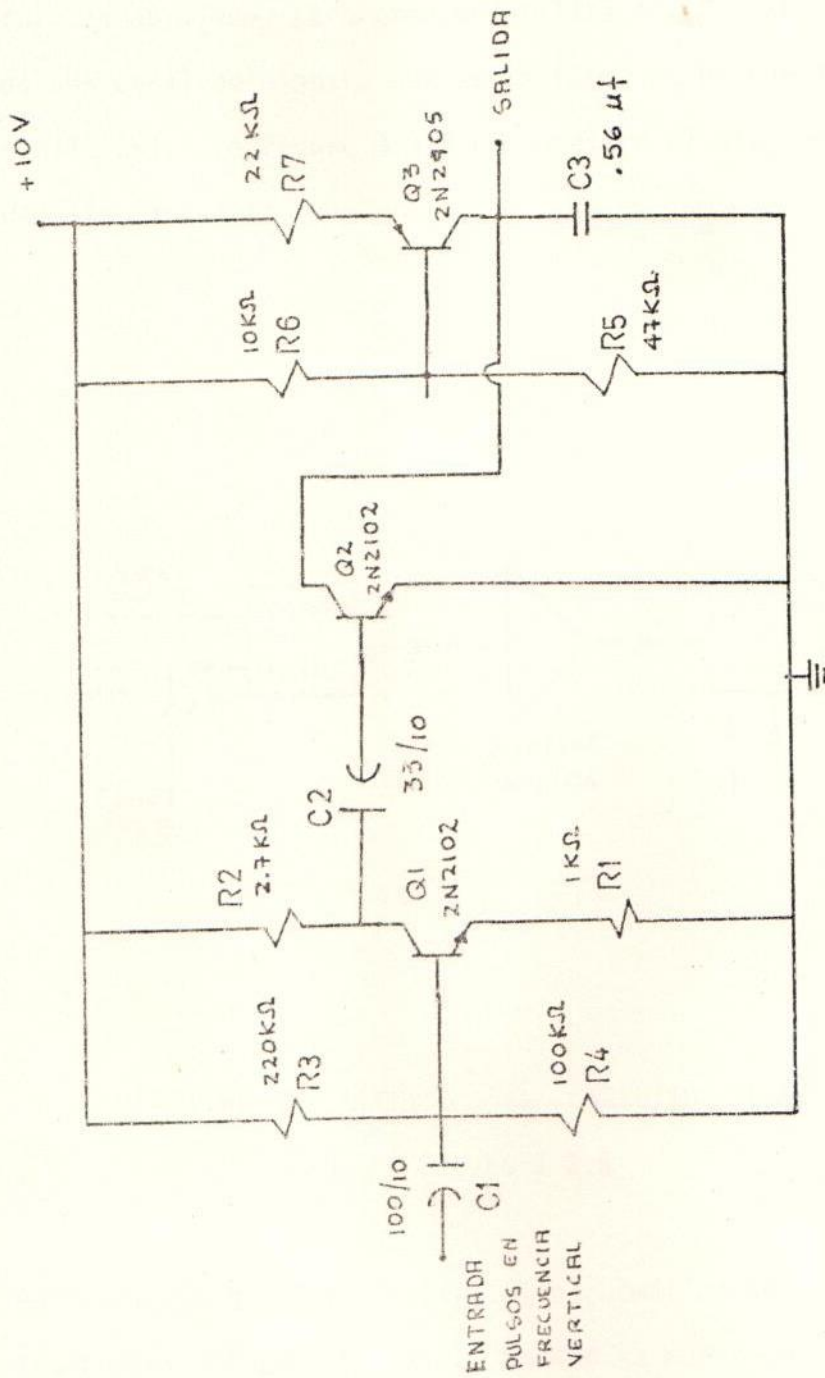 ENTRADA
PULSOS EN
FRECUENCIA
VERTICAL
100/10
C1
220KΩ
R3
100KΩ
R4
R2
2.7KΩ
Q1
2N2102
1KΩ
R1
C2
33/10
Q2
2N2102
10KΩ
R6
R5
47KΩ
+10V
22KΩ
R7
Q3
2N2905
SALIDA
C3
.56 μf